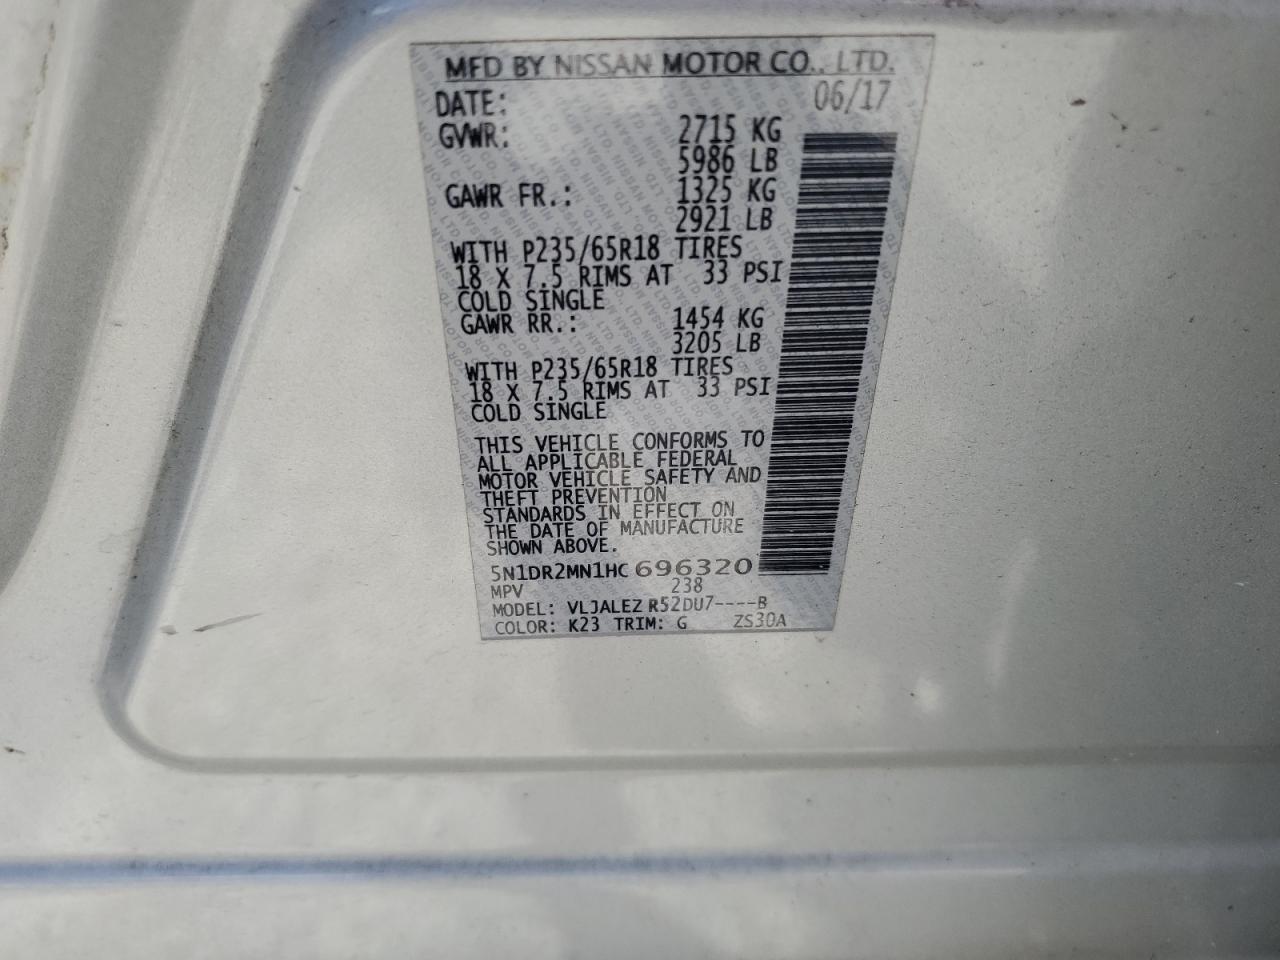 MFD BY NISSAN MOTOR CO., LTD.
DATE: 06/17
GVWR: 2715 KG
5986 LB
GAWR FR.: 1325 KG
2921 LB
WITH P235/65R18 TIRES
18 X 7.5 RIMS AT 33 PSI
COLD SINGLE
GAWR RR.: 1454 KG
3205 LB
WITH P235/65R18 TIRES
18 X 7.5 RIMS AT 33 PSI
COLD SINGLE
THIS VEHICLE CONFORMS TO
ALL APPLICABLE FEDERAL
MOTOR VEHICLE SAFETY AND
THEFT PREVENTION
STANDARDS IN EFFECT ON
THE DATE OF MANUFACTURE
SHOWN ABOVE.
5N1DR2MN1HC696320
MPV 238
MODEL: VLJALEZ R52DU7----B
COLOR: K23 TRIM: G ZS30A